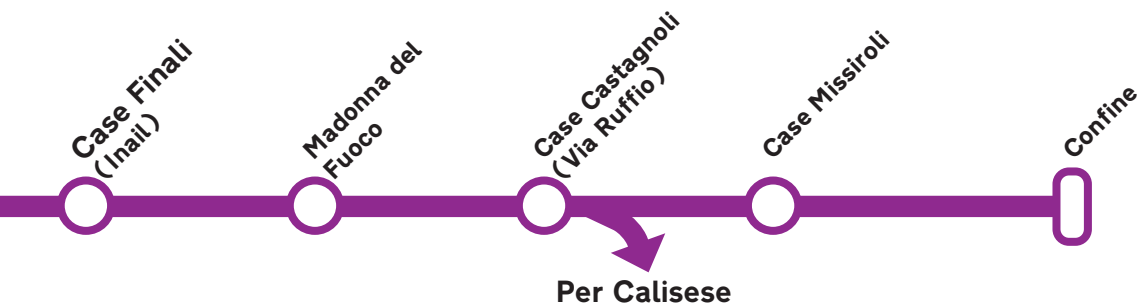 Case Finali
(Inail)
Madonna del
Fuoco
Case Castagnoli
(Via Ruffio)
Case Missiroli
Confine
Per Calisese